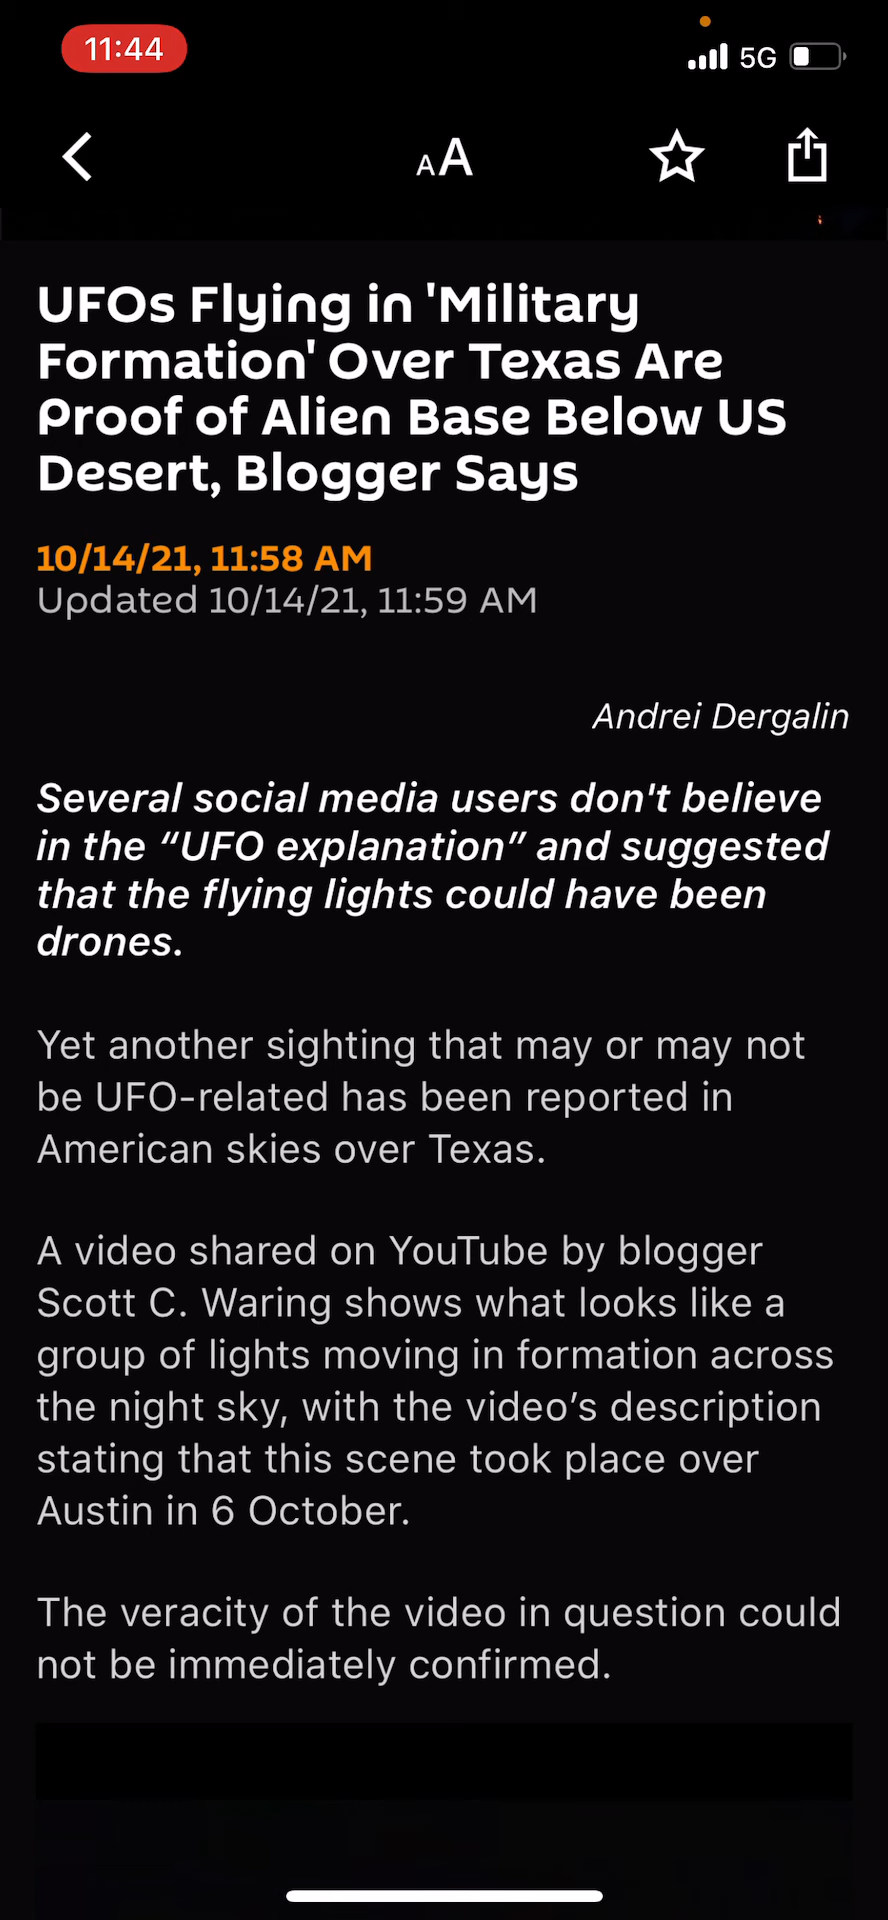 11:44
5G
AA
UFOs Flying in 'Military
Formation' Over Texas Are
Proof of Alien Base Below US
Desert, Blogger Says
10/14/21, 11:58 AM
Updated 10/14/21, 11:59 AM
Andrei Dergalin
Several social media users don't believe
in the “UFO explanation” and suggested
that the flying lights could have been
drones.
Yet another sighting that may or may not
be UFO-related has been reported in
American skies over Texas.
A video shared on YouTube by blogger
Scott C. Waring shows what looks like a
group of lights moving in formation across
the night sky, with the video’s description
stating that this scene took place over
Austin in 6 October.
The veracity of the video in question could
not be immediately confirmed.